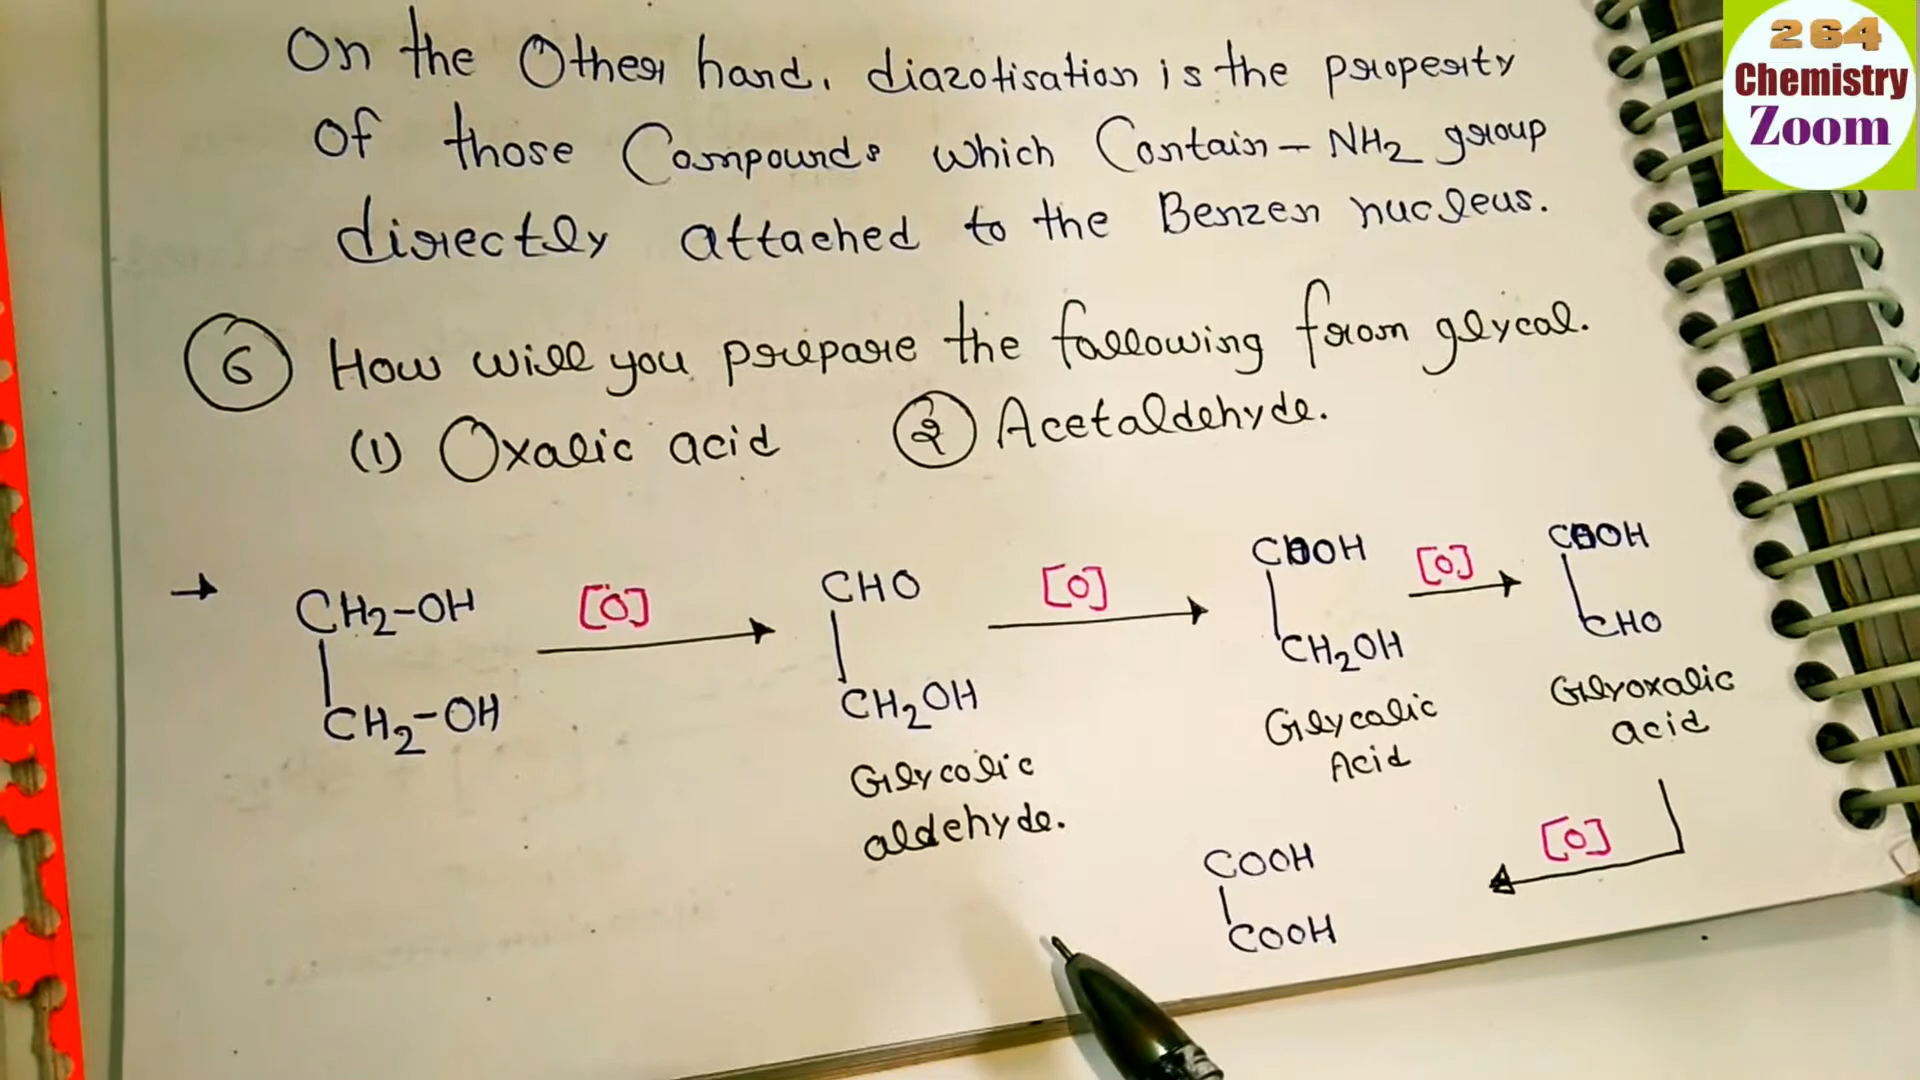 On the Other hand, diazotisation is the property
Of those Compounds which Contain - NH2 group
directly attached to the Benzen nucleus.
6 How will you prepare the following from glycol.
(1) Oxalic acid 2 Acetaldehyde.
→ CH2-OH [O] CHO [O] COOH [O] COOH
CH2-OH CH2OH CH2OH CHO
Glycolic aldehyde.
Glycolic Acid
Glyoxalic acid
[O]
COOH
COOH
264
Chemistry
Zoom